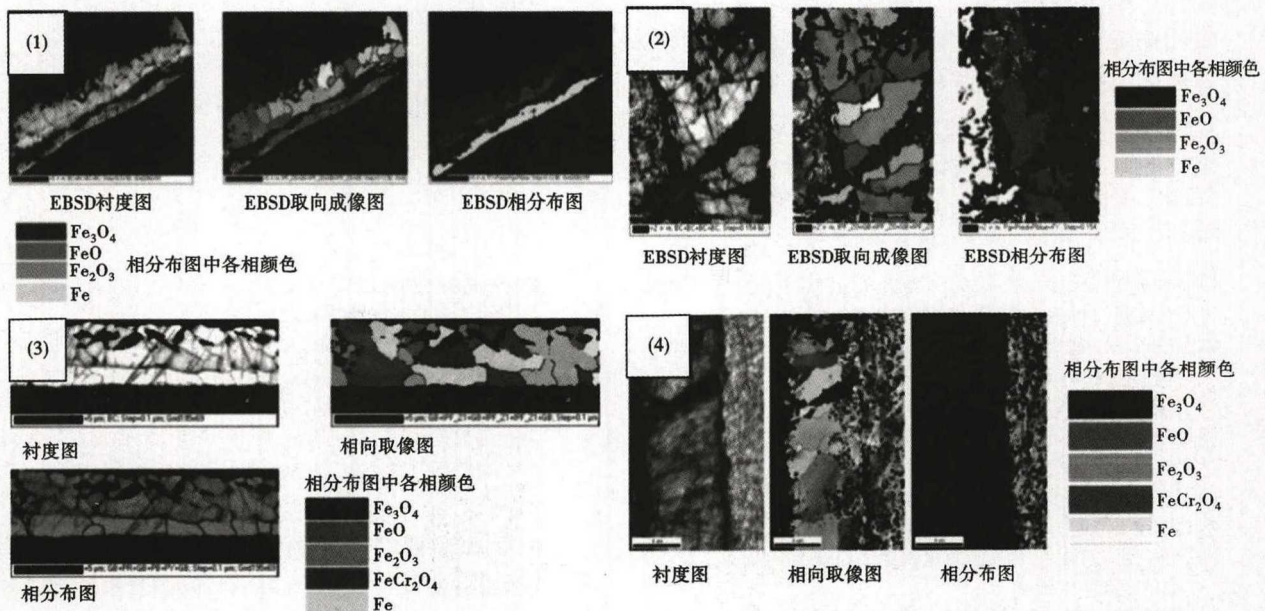 (1)
EBSD衬度图
EBSD取向成像图
EBSD相分布图
Fe₃O₄
FeO
Fe₂O₃
Fe
相分布图中各相颜色
(2)
EBSD衬度图
EBSD取向成像图
EBSD相分布图
相分布图中各相颜色
Fe₃O₄
FeO
Fe₂O₃
Fe
(3)
衬度图
相向取像图
相分布图
相分布图中各相颜色
Fe₃O₄
FeO
Fe₂O₃
FeCr₂O₄
Fe
(4)
衬度图
相向取像图
相分布图
相分布图中各相颜色
Fe₃O₄
FeO
Fe₂O₃
FeCr₂O₄
Fe